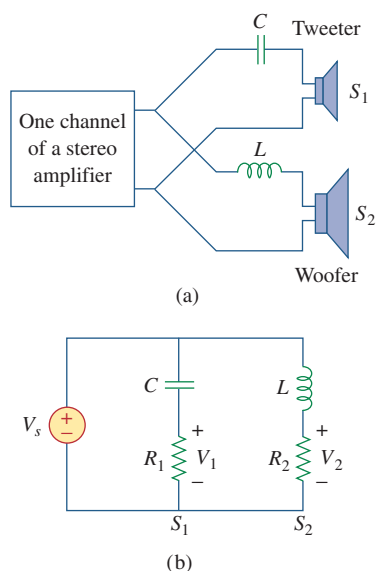 C
Tweeter
S1
One channel
of a stereo
amplifier
L
S2
Woofer
(a)
C
L
Vs
+
−
R1
+
V1
−
R2
+
V2
−
S1
S2
(b)